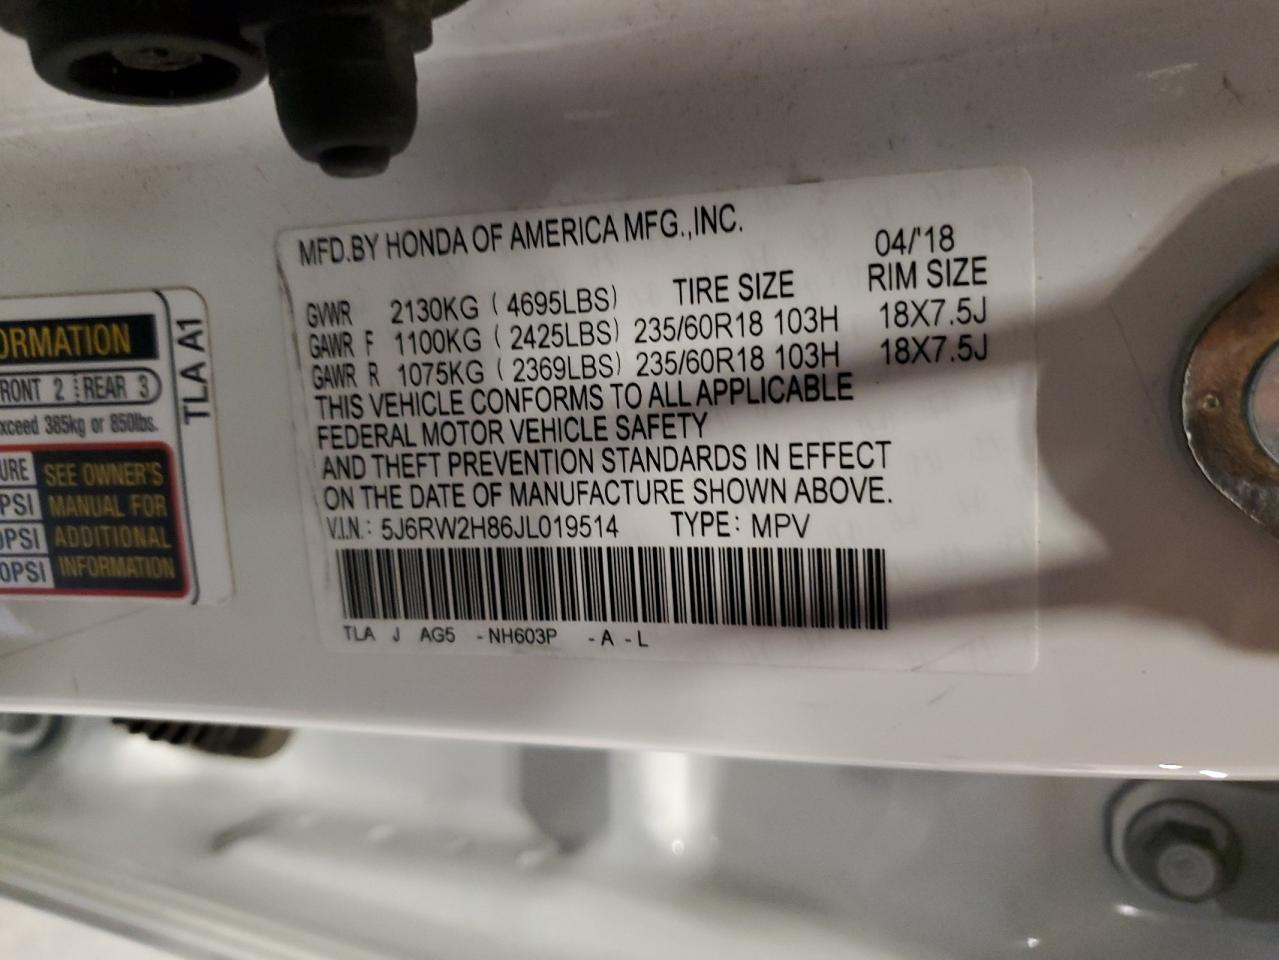 MFD.BY HONDA OF AMERICA MFG.,INC. 04/'18
TIRE SIZE RIM SIZE
GVWR 2130KG ( 4695LBS)
GAWR F 1100KG ( 2425LBS) 235/60R18 103H 18X7.5J
GAWR R 1075KG ( 2369LBS) 235/60R18 103H 18X7.5J
THIS VEHICLE CONFORMS TO ALL APPLICABLE
FEDERAL MOTOR VEHICLE SAFETY
AND THEFT PREVENTION STANDARDS IN EFFECT
ON THE DATE OF MANUFACTURE SHOWN ABOVE.
V.I.N.: 5J6RW2H86JL019514 TYPE: MPV
TLA J AG5 -NH603P -A -L
ORMATION
RONT 2 REAR 3
xceed 385kg or 850lbs.
URE
PSI
0PSI
0PSI
SEE OWNER'S
MANUAL FOR
ADDITIONAL
INFORMATION
TLA A1